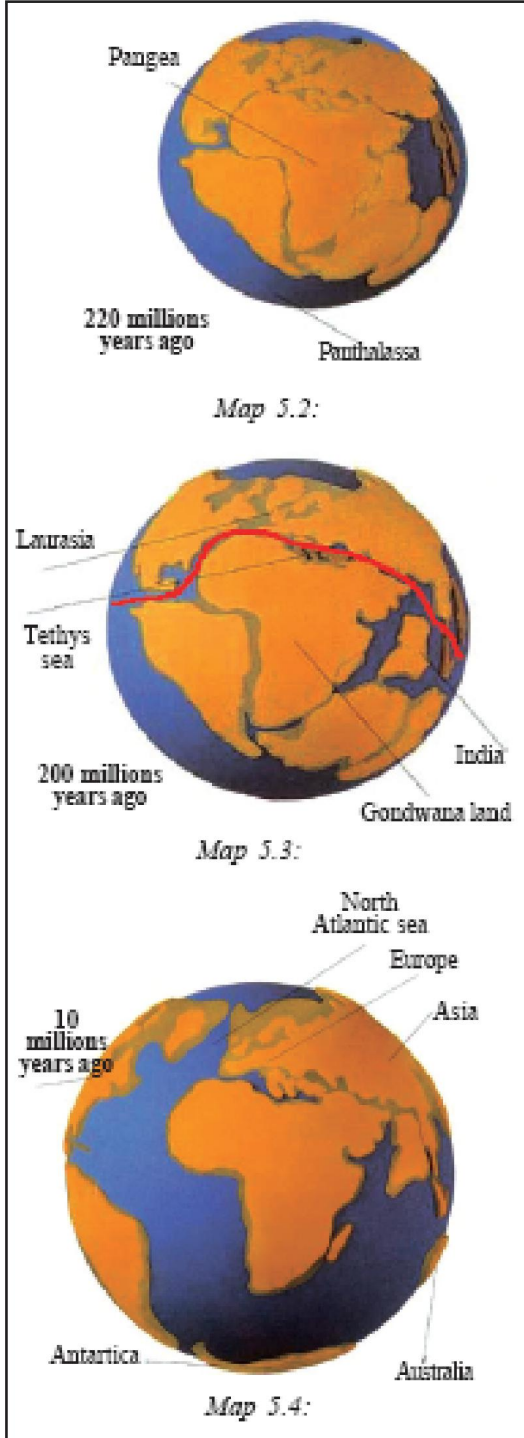 Pangea
220 millions
years ago
Panthalassa
Map 5.2:
Laurasia
Tethys
sea
India
200 millions
years ago
Gondwana land
Map 5.3:
North
Atlantic sea
Europe
Asia
10
millions
years ago
Antartica
Australia
Map 5.4: